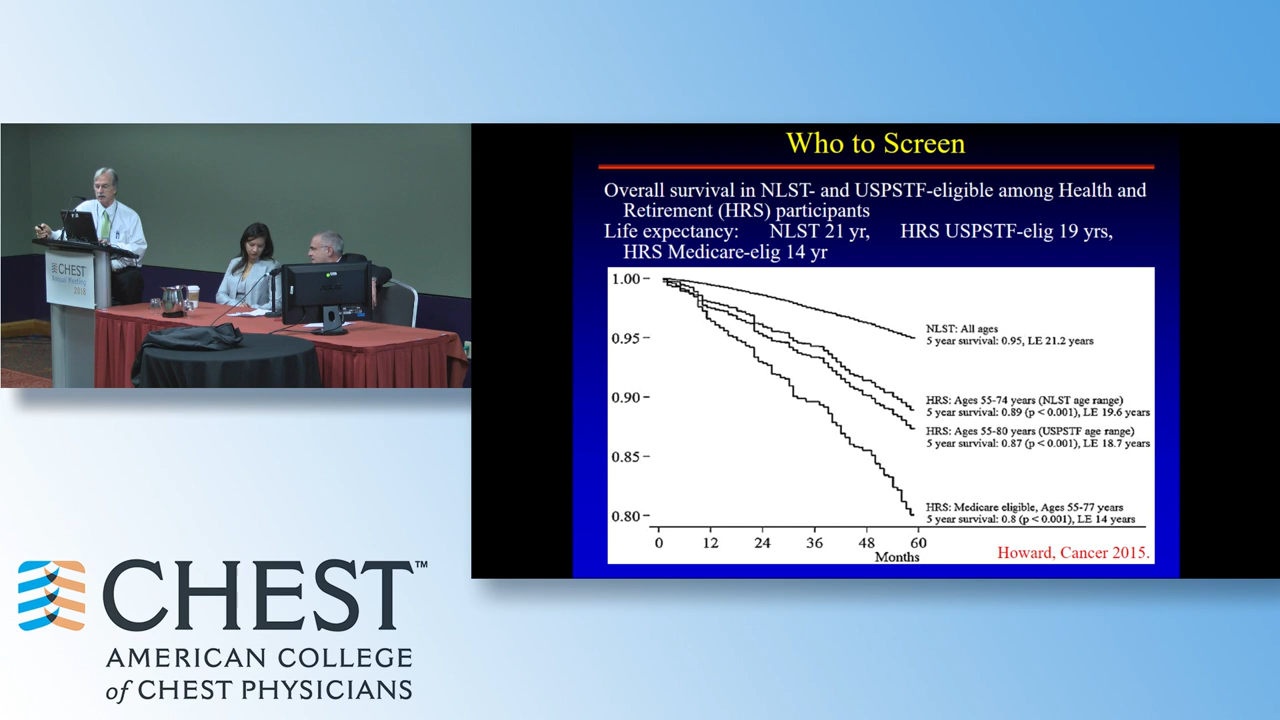 CHEST
Annual Meeting
2018
Who to Screen
Overall survival in NLST- and USPSTF-eligible among Health and
Retirement (HRS) participants
Life expectancy: NLST 21 yr, HRS USPSTF-elig 19 yrs,
HRS Medicare-elig 14 yr
1.00
0.95
0.90
0.85
0.80
NLST: All ages
5 year survival: 0.95, LE 21.2 years
HRS: Ages 55-74 years (NLST age range)
5 year survival: 0.89 (p < 0.001), LE 19.6 years
HRS: Ages 55-80 years (USPSTF age range)
5 year survival: 0.87 (p < 0.001), LE 18.7 years
HRS: Medicare eligible, Ages 55-77 years
5 year survival: 0.8 (p < 0.001), LE 14 years
0 12 24 36 48 60
Months
Howard, Cancer 2015.
CHEST™
AMERICAN COLLEGE
of CHEST PHYSICIANS